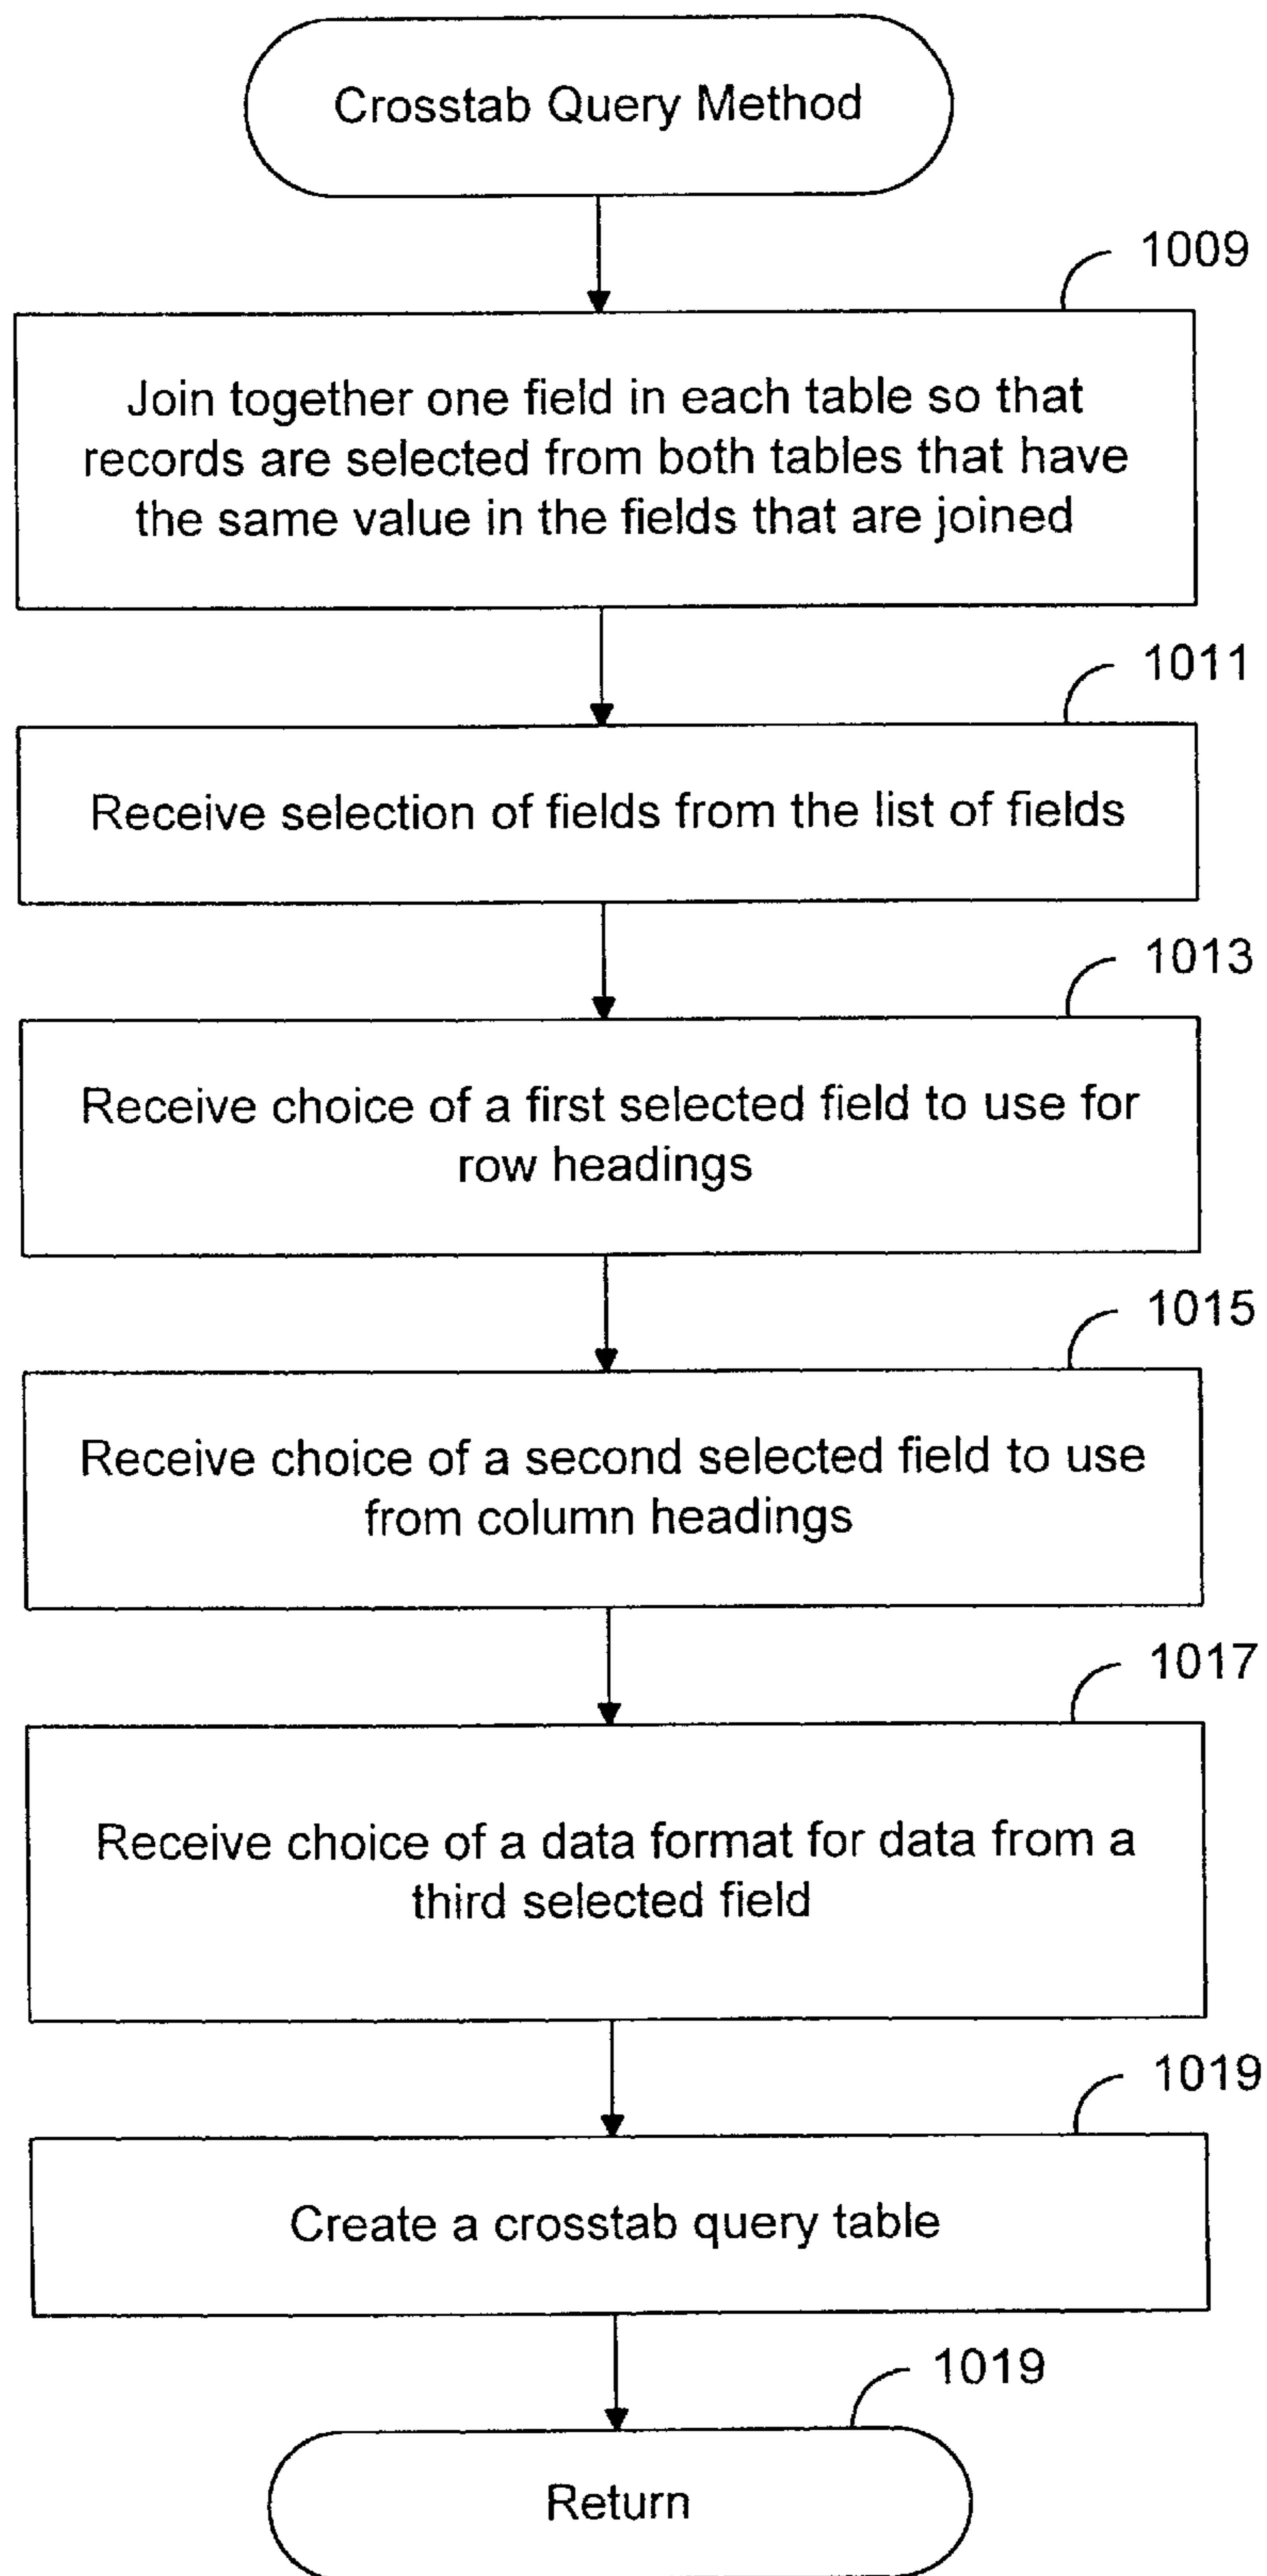 Crosstab Query Method
1009
Join together one field in each table so that
records are selected from both tables that have
the same value in the fields that are joined
1011
Receive selection of fields from the list of fields
1013
Receive choice of a first selected field to use for
row headings
1015
Receive choice of a second selected field to use
from column headings
1017
Receive choice of a data format for data from a
third selected field
1019
Create a crosstab query table
1019
Return